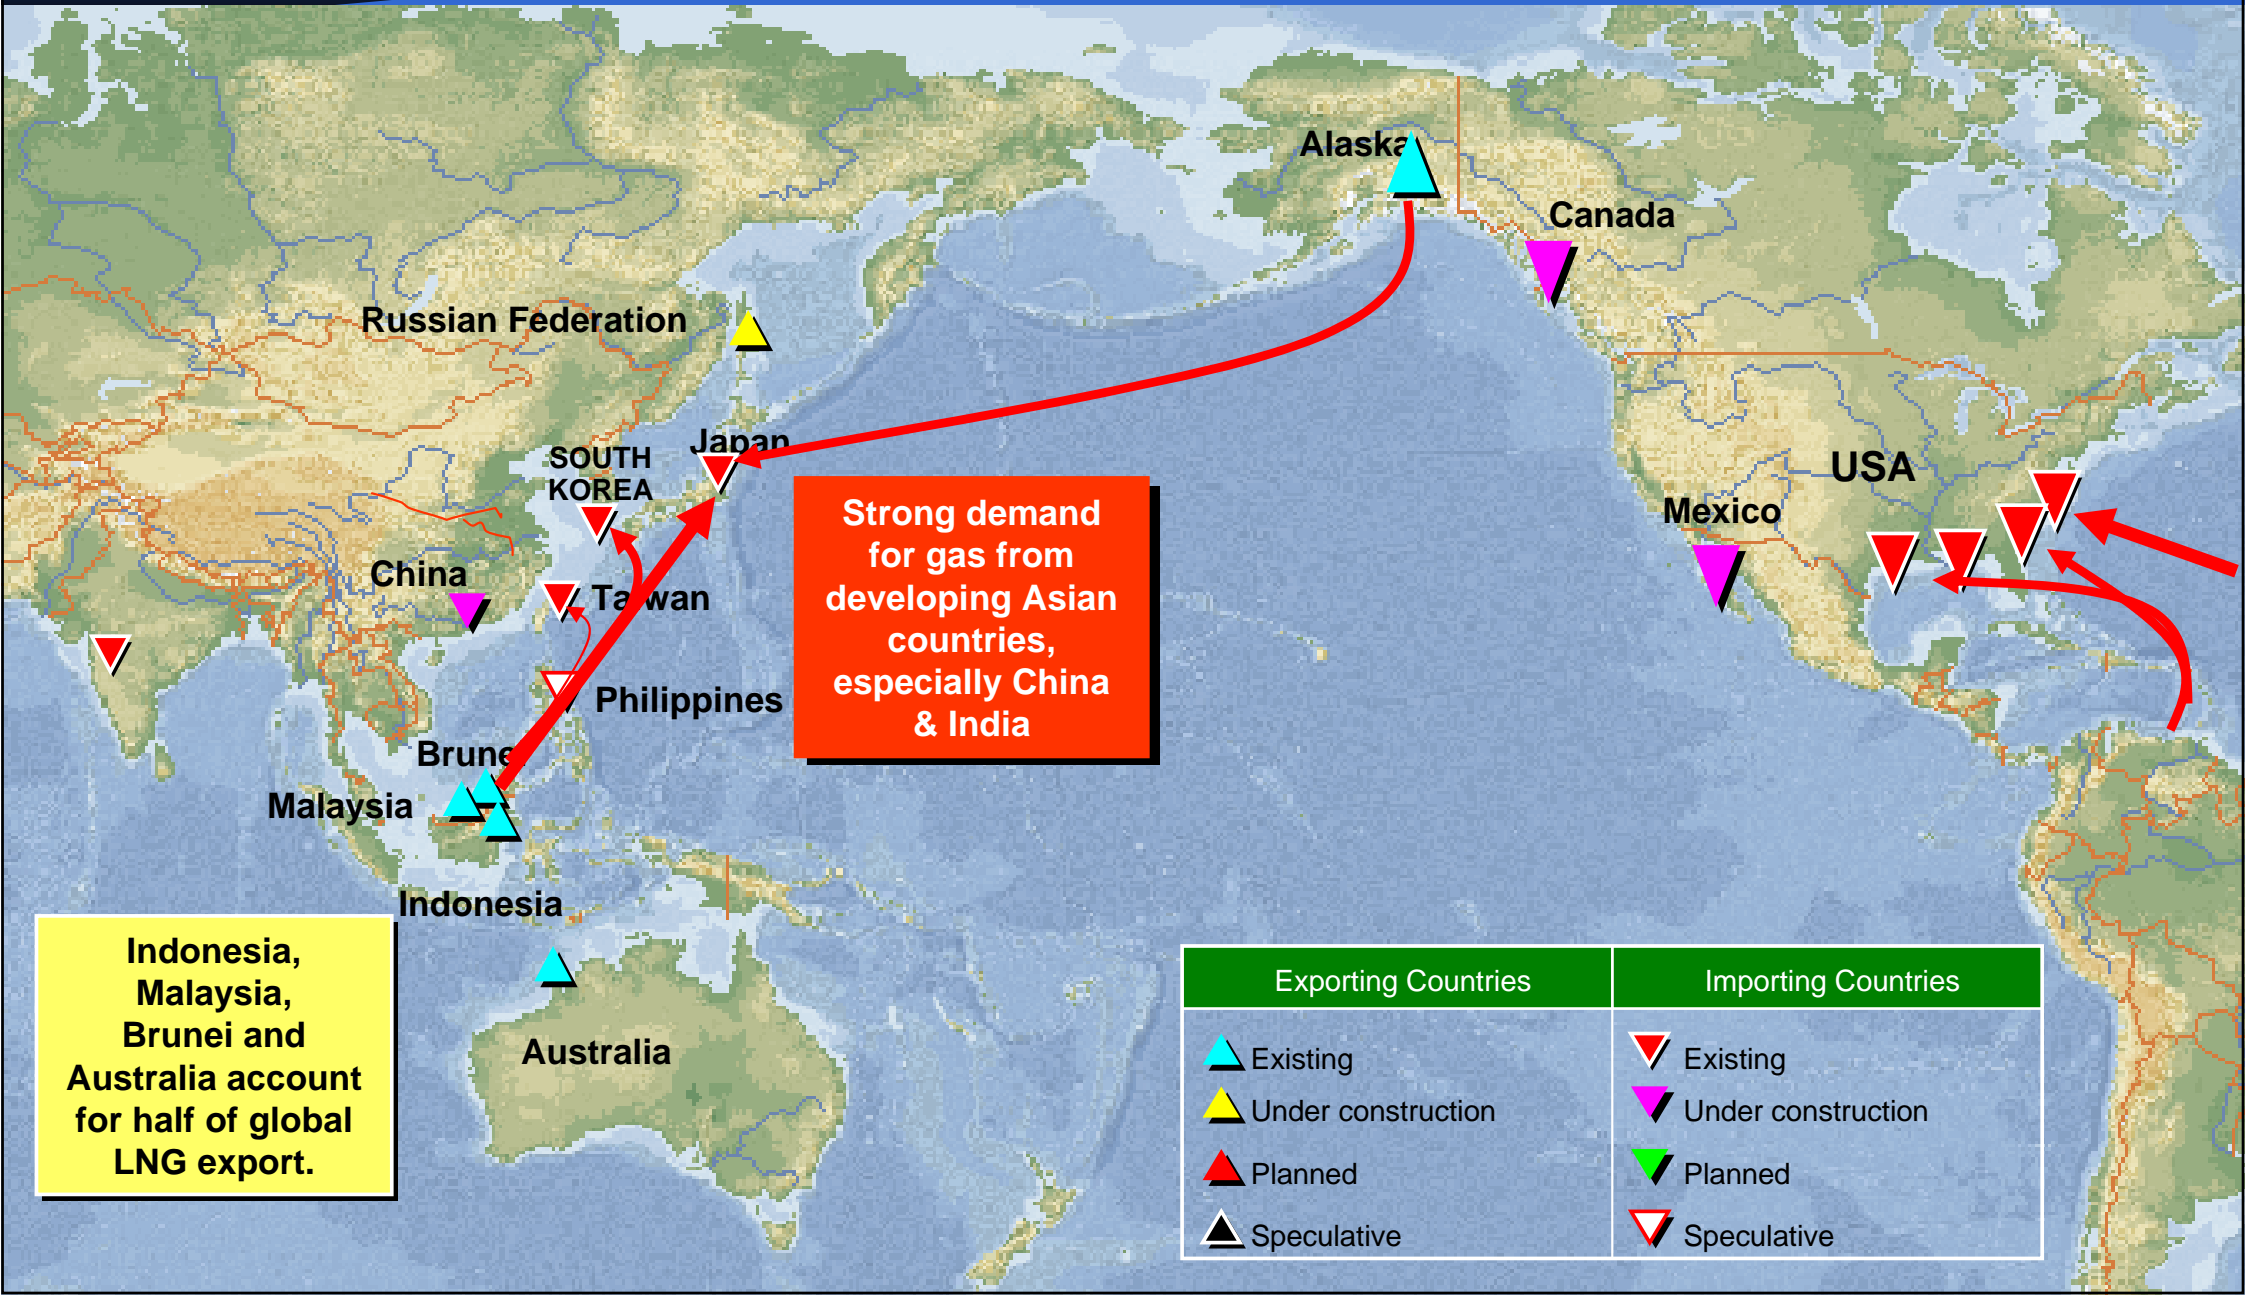 Alaska
Canada
Russian Federation
Japan
SOUTH
KOREA
USA
Mexico
China
Taiwan
Philippines
Brunei
Malaysia
Indonesia
Australia
Strong demand
for gas from
developing Asian
countries,
especially China
& India
Indonesia,
Malaysia,
Brunei and
Australia account
for half of global
LNG export.
Exporting Countries
Importing Countries
Existing
Existing
Under construction
Under construction
Planned
Planned
Speculative
Speculative